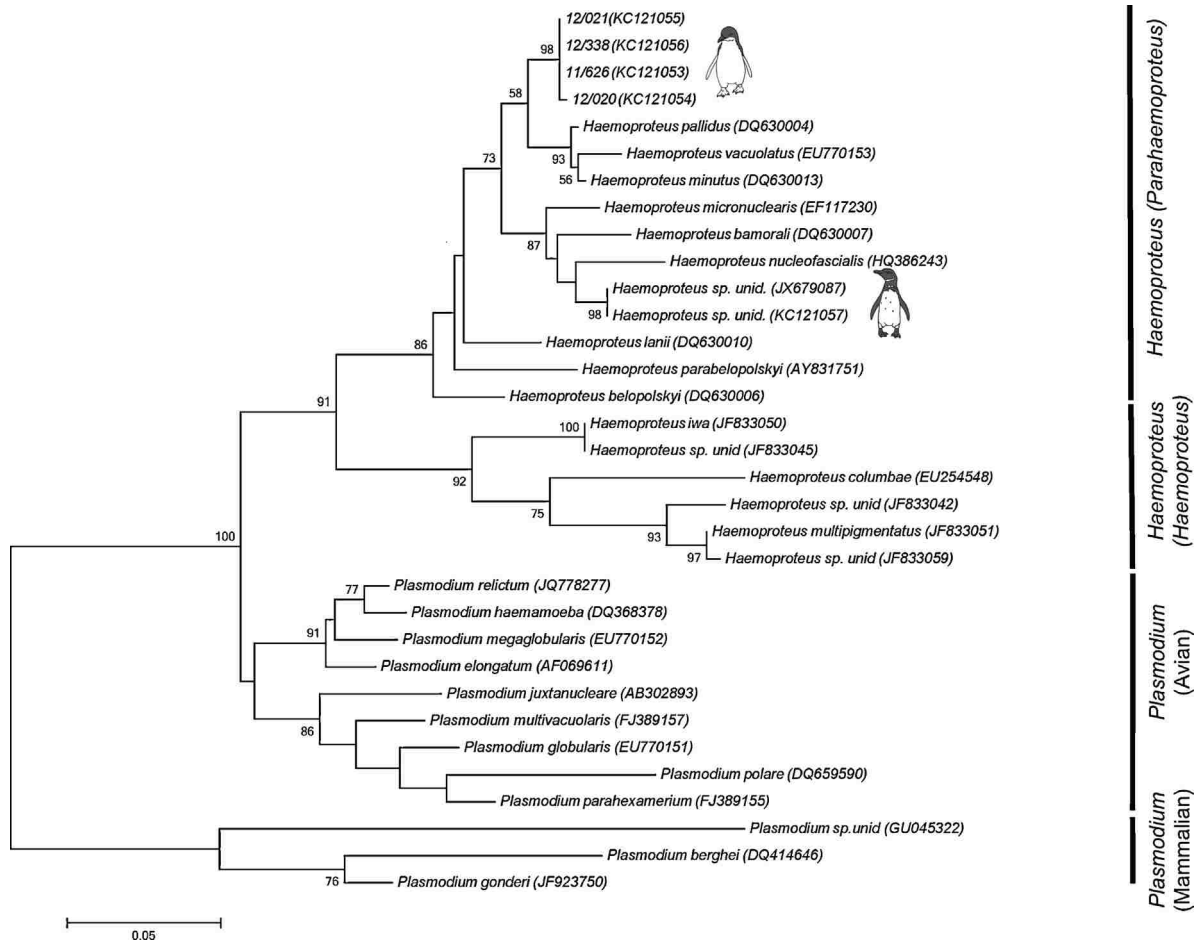 12/021(KC121055)
12/338 (KC121056)
98
11/626 (KC121053)
12/020 (KC121054)
58
Haemoproteus pallidus (DQ630004)
93
Haemoproteus vacuolatus (EU770153)
73
56
Haemoproteus minutus (DQ630013)
Haemoproteus micronuclearis (EF117230)
87
Haemoproteus bamorali (DQ630007)
Haemoproteus nucleofascialis (HQ386243)
Haemoproteus sp. unid. (JX679087)
98
Haemoproteus sp. unid. (KC121057)
86
Haemoproteus lanii (DQ630010)
Haemoproteus parabelopolskyi (AY831751)
91
Haemoproteus belopolskyi (DQ630006)
Haemoproteus (Parahaemoproteus)
100
Haemoproteus iwa (JF833050)
Haemoproteus sp. unid (JF833045)
92
Haemoproteus columbae (EU254548)
75
Haemoproteus sp. unid (JF833042)
93
Haemoproteus multipigmentatus (JF833051)
97
Haemoproteus sp. unid (JF833059)
Haemoproteus
(Haemoproteus)
100
77
Plasmodium relictum (JQ778277)
Plasmodium haemamoeba (DQ368378)
91
Plasmodium megaglobularis (EU770152)
Plasmodium elongatum (AF069611)
Plasmodium juxtanucleare (AB302893)
86
Plasmodium multivacuolaris (FJ389157)
Plasmodium globularis (EU770151)
Plasmodium polare (DQ659590)
Plasmodium parahexamerium (FJ389155)
Plasmodium
(Avian)
Plasmodium sp.unid (GU045322)
Plasmodium berghei (DQ414646)
76
Plasmodium gonderi (JF923750)
Plasmodium
(Mammalian)
0.05